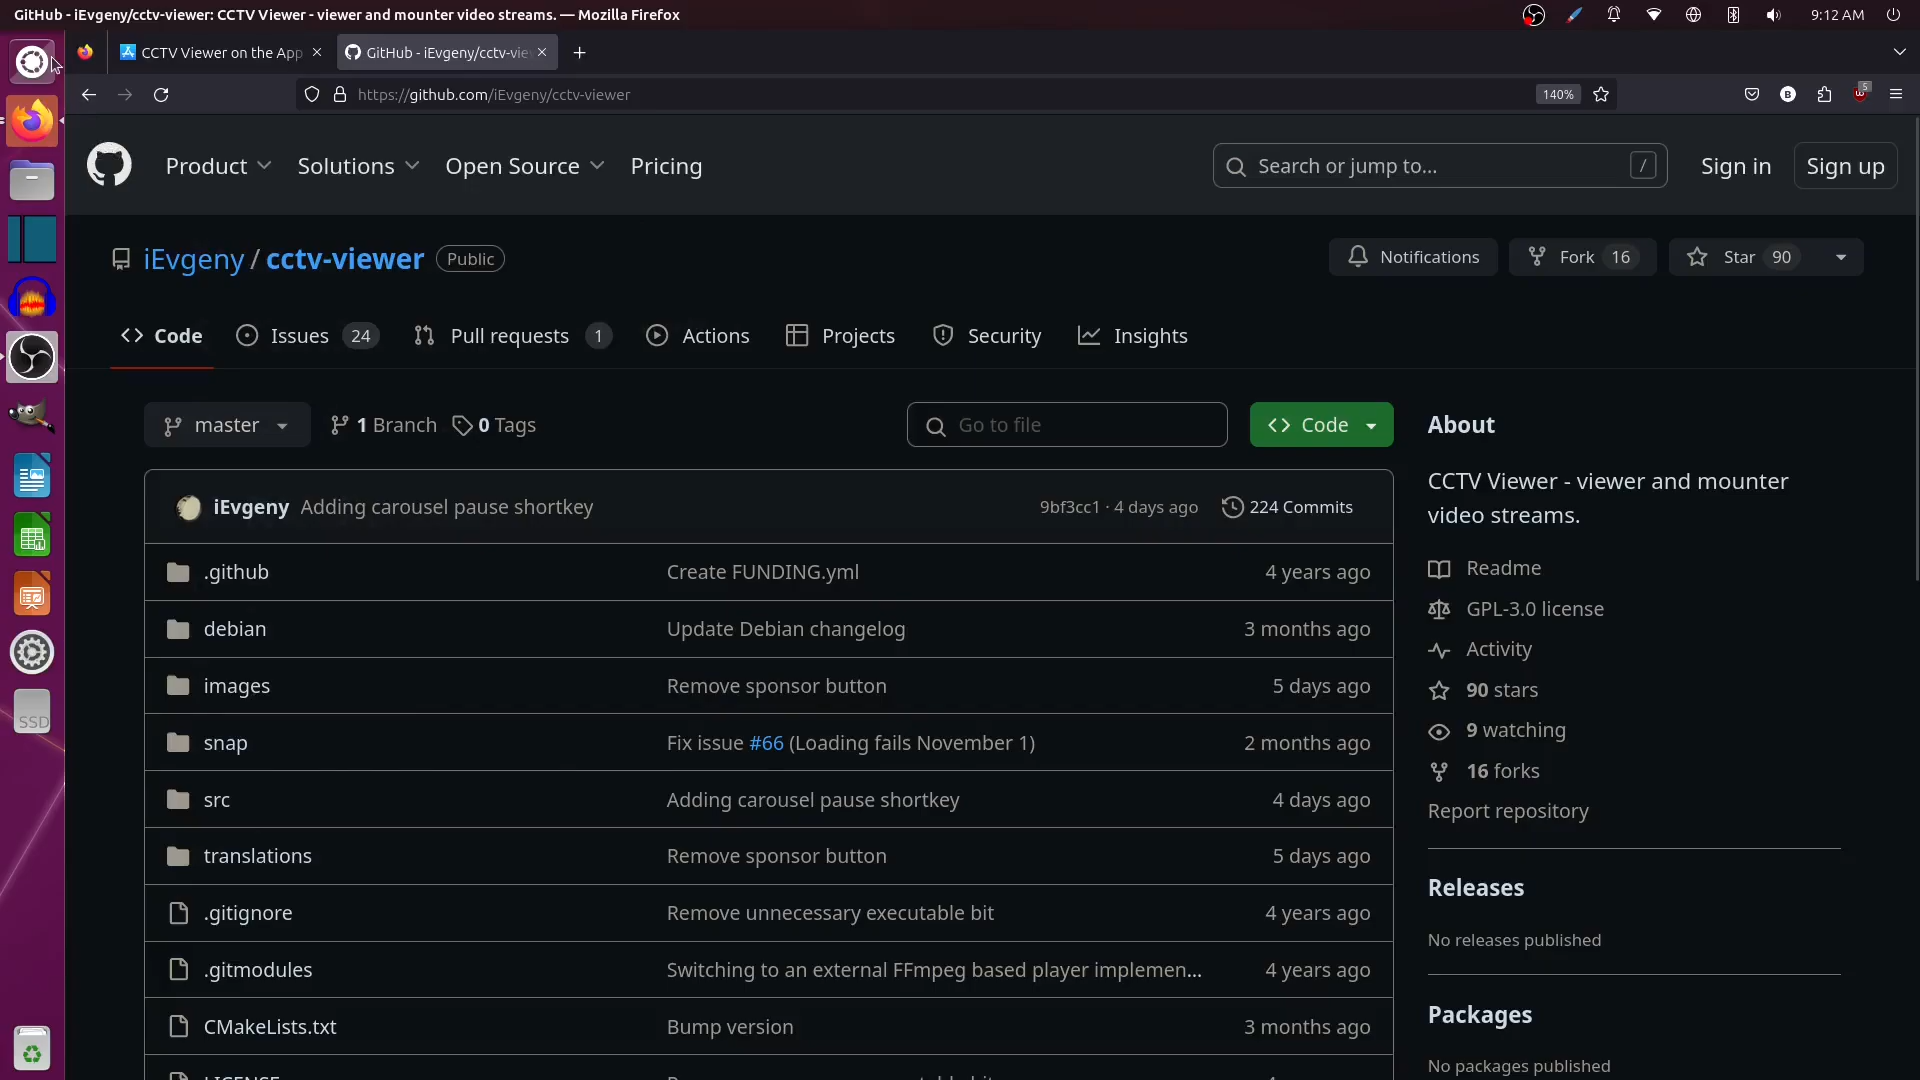 GitHub - iEvgeny/cctv-viewer: CCTV Viewer - viewer and mounter video streams. — Mozilla Firefox
9:12 AM
CCTV Viewer on the App
GitHub - iEvgeny/cctv-vie
https://github.com/iEvgeny/cctv-viewer
140%
B
5
Product
Solutions
Open Source
Pricing
Search or jump to...
/
Sign in
Sign up
iEvgeny / cctv-viewer Public
Notifications
Fork 16
Star 90
Code
Issues 24
Pull requests 1
Actions
Projects
Security
Insights
master
1 Branch
0 Tags
Go to file
Code
iEvgeny Adding carousel pause shortkey 9bf3cc1 · 4 days ago 224 Commits
.github Create FUNDING.yml 4 years ago
debian Update Debian changelog 3 months ago
images Remove sponsor button 5 days ago
snap Fix issue #66 (Loading fails November 1) 2 months ago
src Adding carousel pause shortkey 4 days ago
translations Remove sponsor button 5 days ago
.gitignore Remove unnecessary executable bit 4 years ago
.gitmodules Switching to an external FFmpeg based player implemen... 4 years ago
CMakeLists.txt Bump version 3 months ago
About
CCTV Viewer - viewer and mounter
video streams.
Readme
GPL-3.0 license
Activity
90 stars
9 watching
16 forks
Report repository
Releases
No releases published
Packages
No packages published
SSD